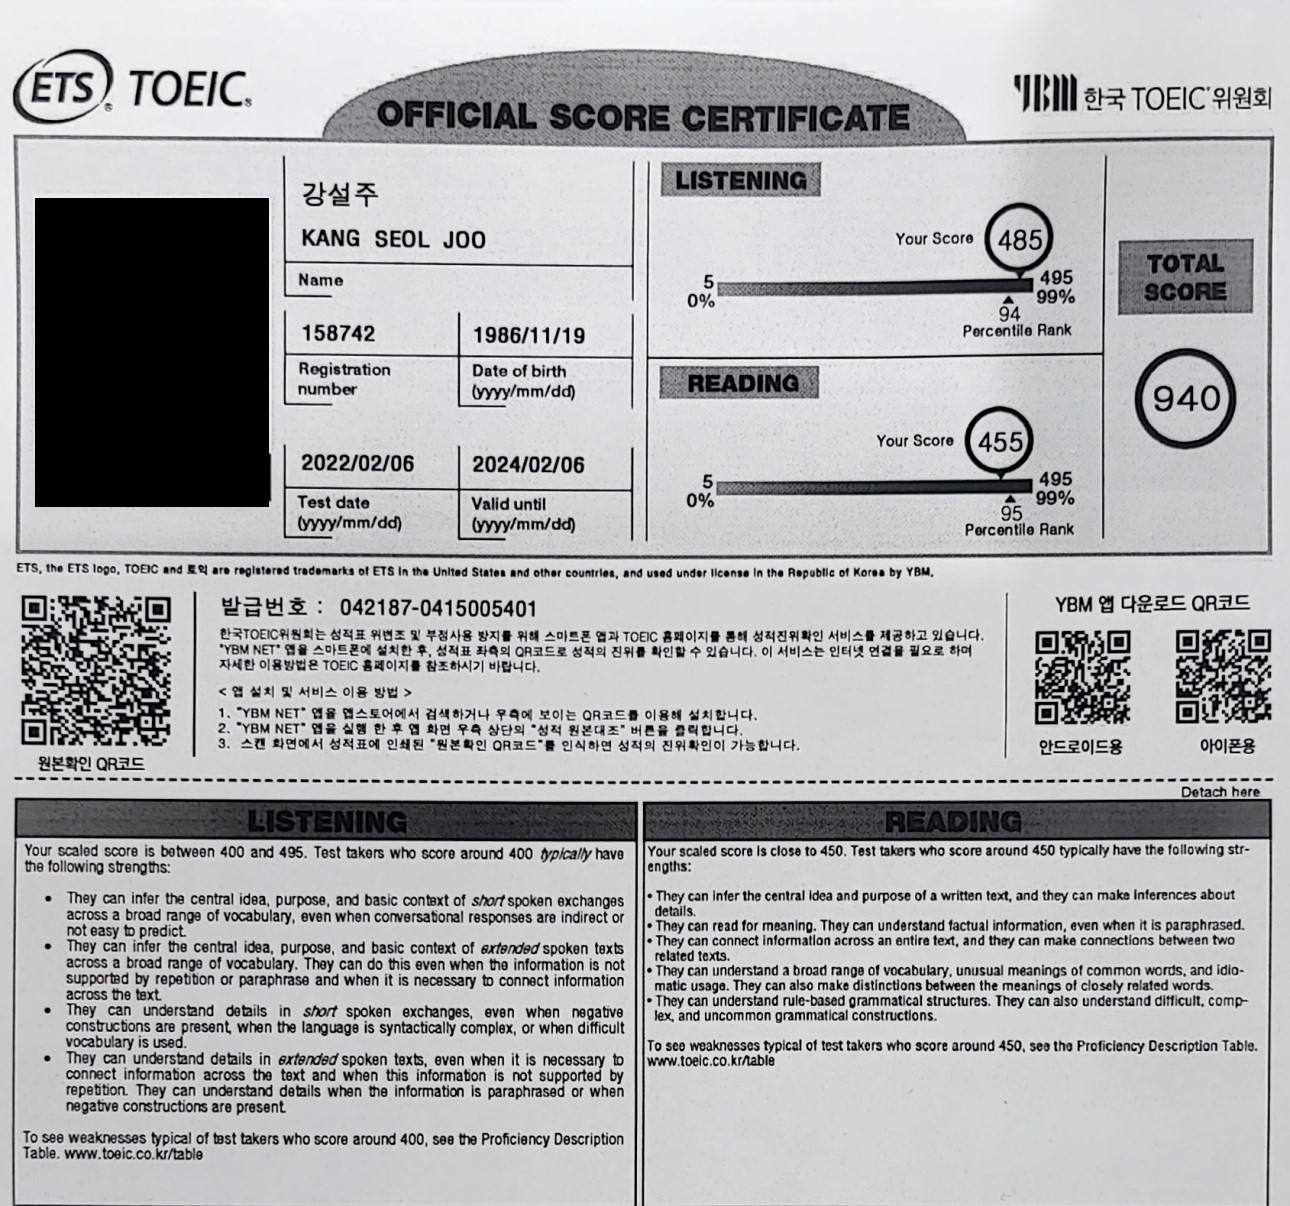 ETS® TOEIC®
OFFICIAL SCORE CERTIFICATE
YBM 한국 TOEIC® 위원회
강설주
KANG SEOL JOO
Name
158742
1986/11/19
Registration
number
Date of birth
(yyyy/mm/dd)
2022/02/06
2024/02/06
Test date
(yyyy/mm/dd)
Valid until
(yyyy/mm/dd)
LISTENING
Your Score 485
5
0%
495
99%
94
Percentile Rank
READING
Your Score 455
5
0%
495
99%
95
Percentile Rank
TOTAL
SCORE
940
ETS, the ETS logo, TOEIC and 토익 are registered trademarks of ETS in the United States and other countries, and used under license in the Republic of Korea by YBM.
원본확인 QR코드
발급번호 : 042187-0415005401
한국TOEIC위원회는 성적표 위변조 및 부정사용 방지를 위해 스마트폰 앱과 TOEIC 홈페이지를 통해 성적진위확인 서비스를 제공하고 있습니다.
"YBM NET" 앱을 스마트폰에 설치한 후, 성적표 좌측의 QR코드로 성적의 진위를 확인할 수 있습니다. 이 서비스는 인터넷 연결을 필요로 하며
자세한 이용방법은 TOEIC 홈페이지를 참조하시기 바랍니다.
< 앱 설치 및 서비스 이용 방법 >
1. "YBM NET" 앱을 앱스토어에서 검색하거나 우측에 보이는 QR코드를 이용해 설치합니다.
2. "YBM NET" 앱을 실행 한 후 앱 화면 우측 상단의 "성적 원본대조" 버튼을 클릭합니다.
3. 스캔 화면에서 성적표에 인쇄된 "원본확인 QR코드"를 인식하면 성적의 진위확인이 가능합니다.
YBM 앱 다운로드 QR코드
안드로이드용
아이폰용
Detach here
LISTENING
Your scaled score is between 400 and 495. Test takers who score around 400 typically have
the following strengths:
• They can infer the central idea, purpose, and basic context of short spoken exchanges
across a broad range of vocabulary, even when conversational responses are indirect or
not easy to predict.
• They can infer the central idea, purpose, and basic context of extended spoken texts
across a broad range of vocabulary. They can do this even when the information is not
supported by repetition or paraphrase and when it is necessary to connect information
across the text.
• They can understand details in short spoken exchanges, even when negative
constructions are present, when the language is syntactically complex, or when difficult
vocabulary is used.
• They can understand details in extended spoken texts, even when it is necessary to
connect information across the text and when this information is not supported by
repetition. They can understand details when the information is paraphrased or when
negative constructions are present.
To see weaknesses typical of test takers who score around 400, see the Proficiency Description
Table. www.toeic.co.kr/table
READING
Your scaled score is close to 450. Test takers who score around 450 typically have the following str-
engths:
• They can infer the central idea and purpose of a written text, and they can make inferences about
details.
• They can read for meaning. They can understand factual information, even when it is paraphrased.
• They can connect information across an entire text, and they can make connections between two
related texts.
• They can understand a broad range of vocabulary, unusual meanings of common words, and idio-
matic usage. They can also make distinctions between the meanings of closely related words.
• They can understand rule-based grammatical structures. They can also understand difficult, comp-
lex, and uncommon grammatical constructions.
To see weaknesses typical of test takers who score around 450, see the Proficiency Description Table.
www.toeic.co.kr/table